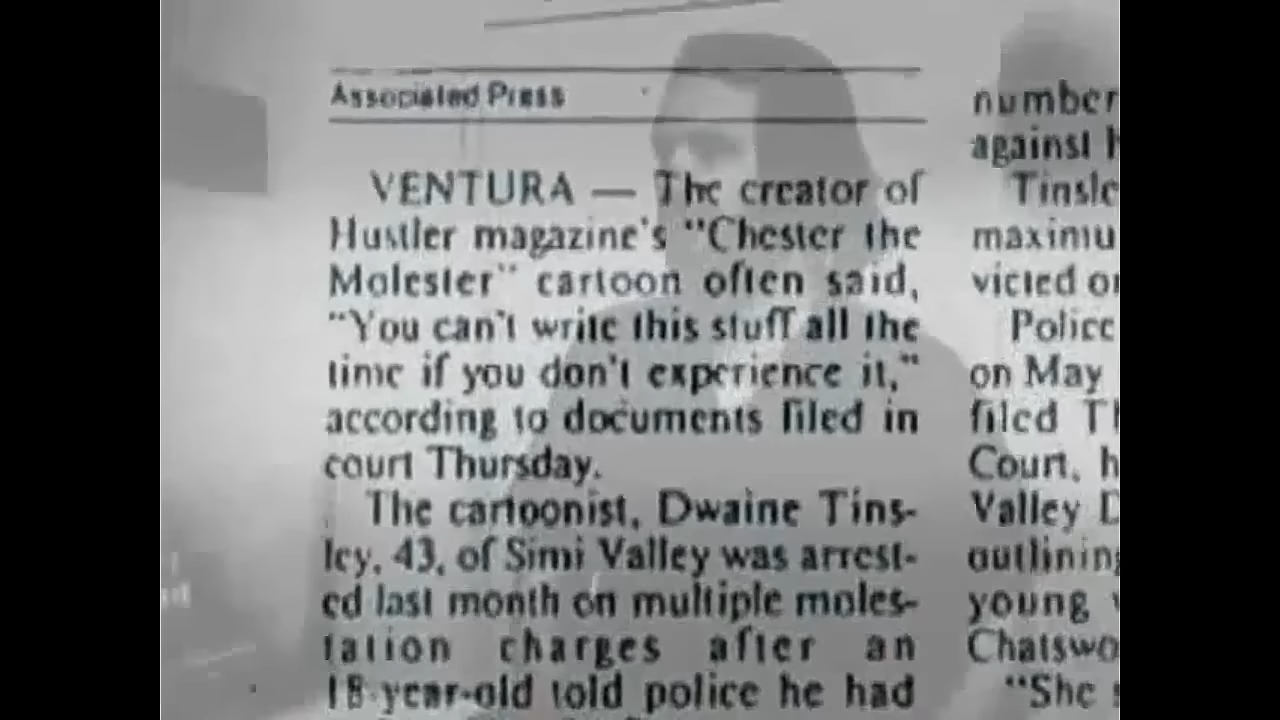 Associated Press
VENTURA — The creator of
Hustler magazine's "Chester the
Molester" cartoon often said,
"You can't write this stuff all the
time if you don't experience it,"
according to documents filed in
court Thursday.
The cartoonist, Dwaine Tins-
ley, 43, of Simi Valley was arrest-
ed last month on multiple moles-
tation charges after an
18-year-old told police he had
number
against h
Tinsle
maximu
victed or
Police
on May
filed Th
Court, h
Valley D
outlining
young
Chatswo
"She s